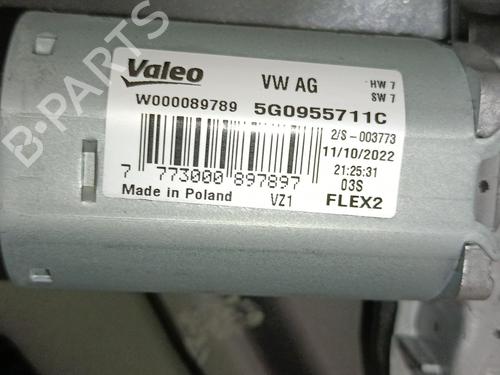 Valeo VW AG HW 7
SW 7
W000089789 5G0955711C
2/S - 003773
11/10/2022
7 773000 897897 21:25:31
03S
Made in Poland VZ1 FLEX2
B-PARTS